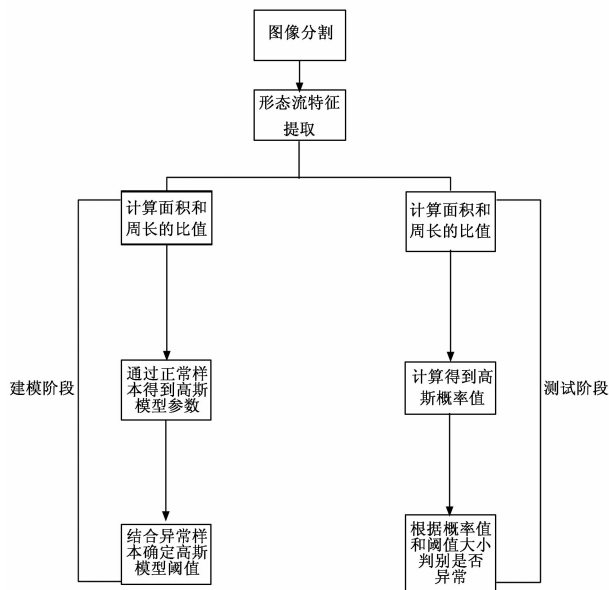 图像分割
形态流特征
提取
计算面积和
周长的比值
计算面积和
周长的比值
建模阶段
通过正常样
本得到高斯
模型参数
计算得到高
斯概率值
测试阶段
结合异常样
本确定高斯
模型阈值
根据概率值
和阈值大小
判别是否
异常